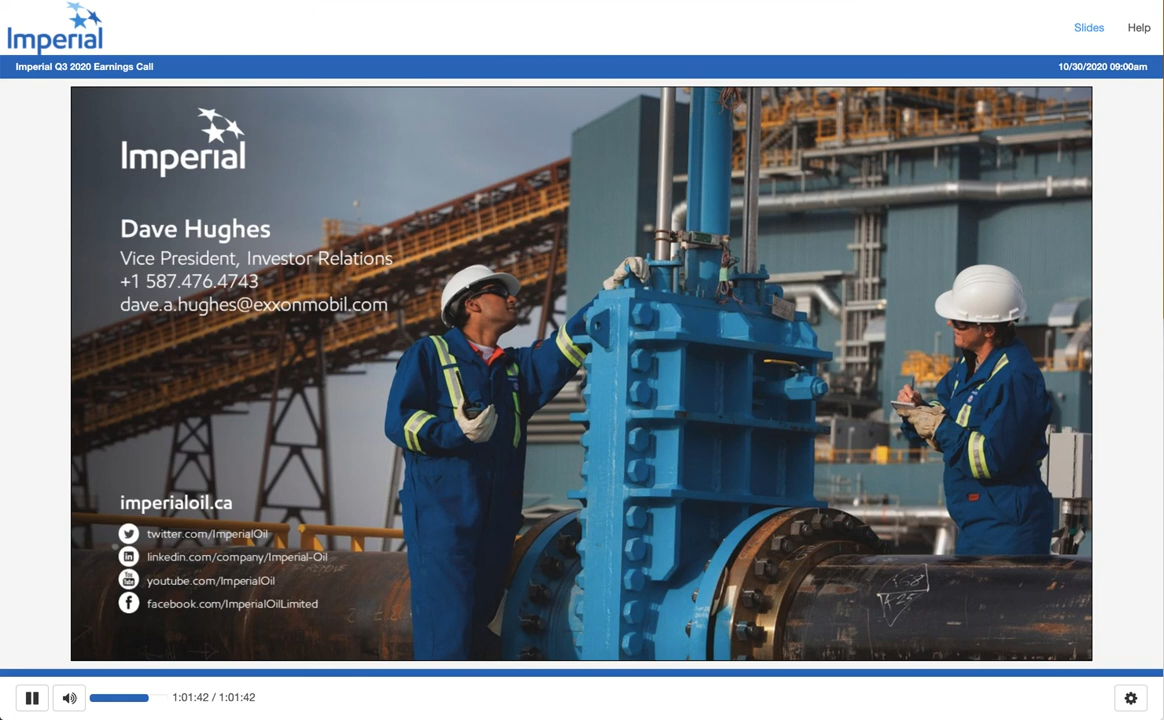 Imperial
Slides
Help
Imperial Q3 2020 Earnings Call
10/30/2020 09:00am
Imperial
Dave Hughes
Vice President, Investor Relations
+1 587.476.4743
dave.a.hughes@exxonmobil.com
imperialoil.ca
twitter.com/ImperialOil
linkedin.com/company/Imperial-Oil
youtube.com/ImperialOil
facebook.com/ImperialOilLimited
1:01:42 / 1:01:42